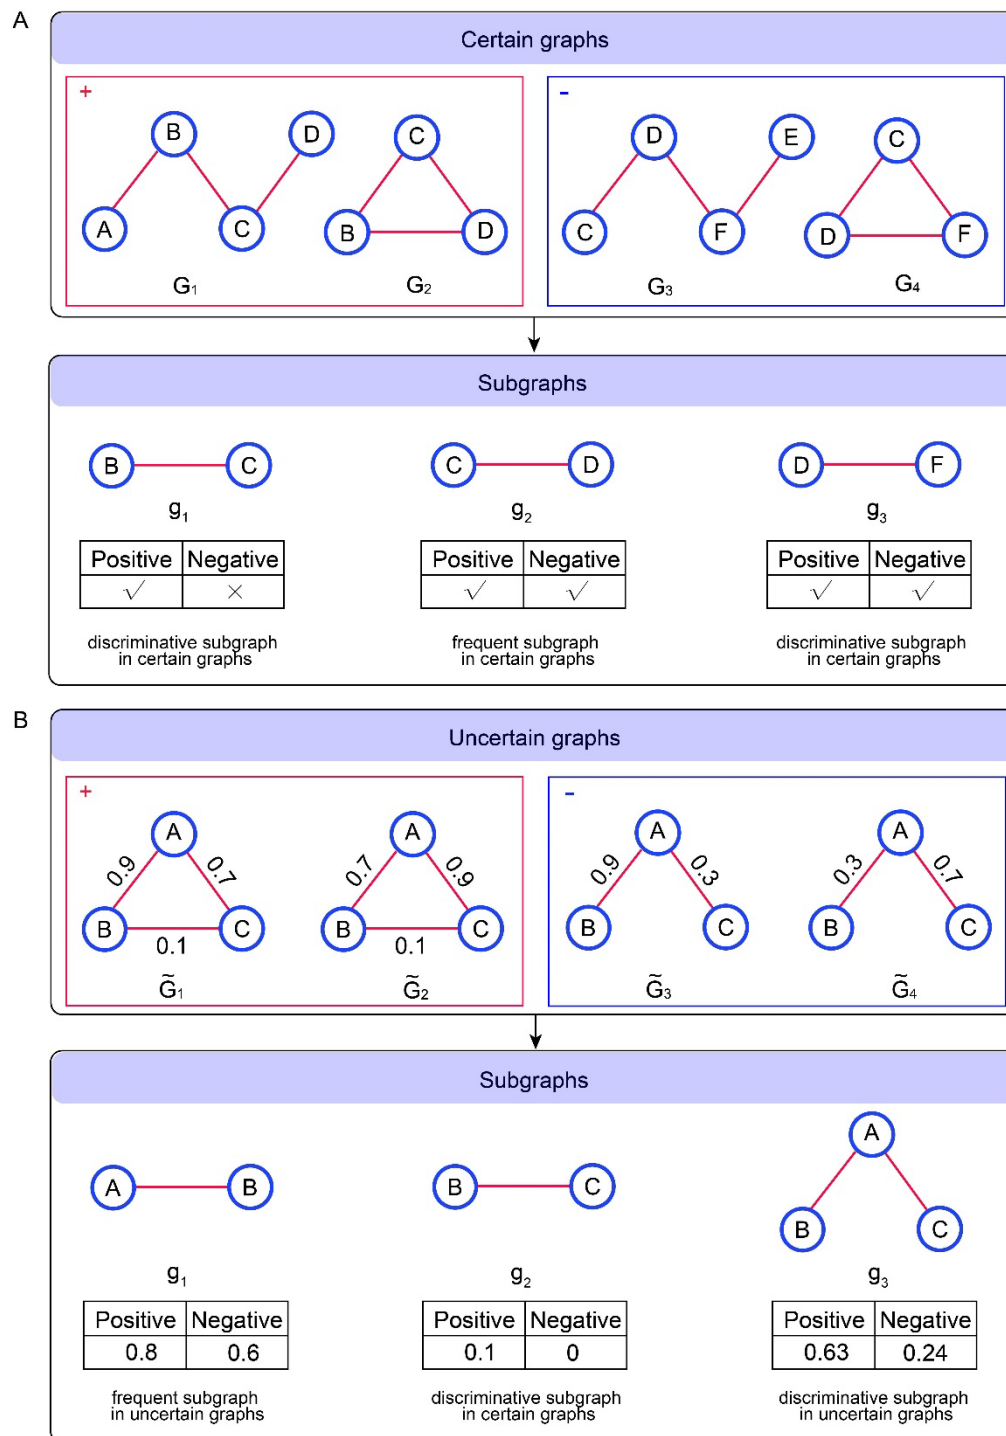 A
Certain graphs
+
B D C
A C B D
G1 G2
-
D E C
C F D F
G3 G4
Subgraphs
B C
g1
Positive Negative
√ ×
discriminative subgraph
in certain graphs
C D
g2
Positive Negative
√ √
frequent subgraph
in certain graphs
D F
g3
Positive Negative
√ √
discriminative subgraph
in certain graphs
B
Uncertain graphs
+
A A
0.9 0.7 0.7 0.9
B C B C
0.1 0.1
G̃1 G̃2
-
A A
0.9 0.3 0.3 0.7
B C B C
G̃3 G̃4
Subgraphs
A B
g1
Positive Negative
0.8 0.6
frequent subgraph
in uncertain graphs
B C
g2
Positive Negative
0.1 0
discriminative subgraph
in certain graphs
A
B C
g3
Positive Negative
0.63 0.24
discriminative subgraph
in uncertain graphs